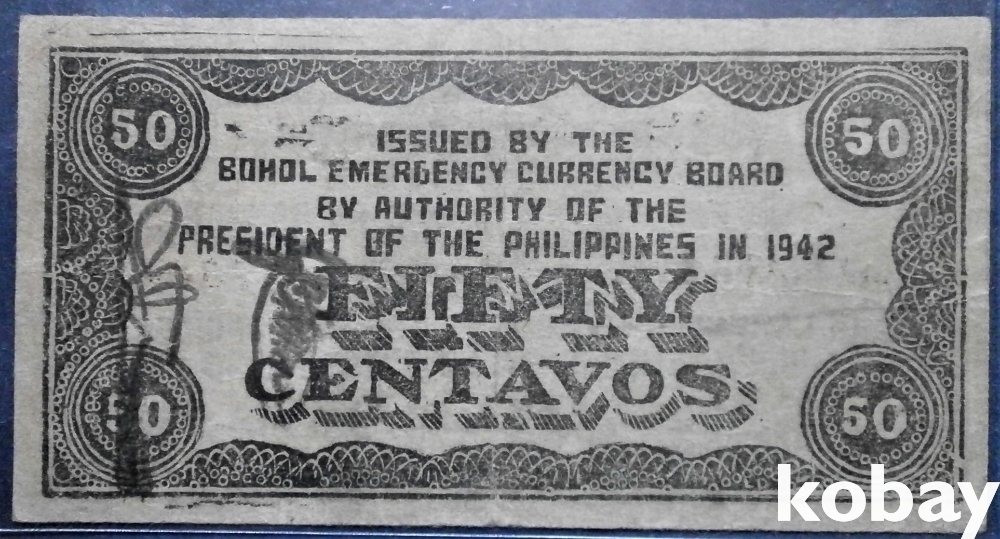 50 50
ISSUED BY THE
BOHOL EMERGENCY CURRENCY BOARD
BY AUTHORITY OF THE
PRESIDENT OF THE PHILIPPINES IN 1942
FIFTY
CENTAVOS
50 50
kobay